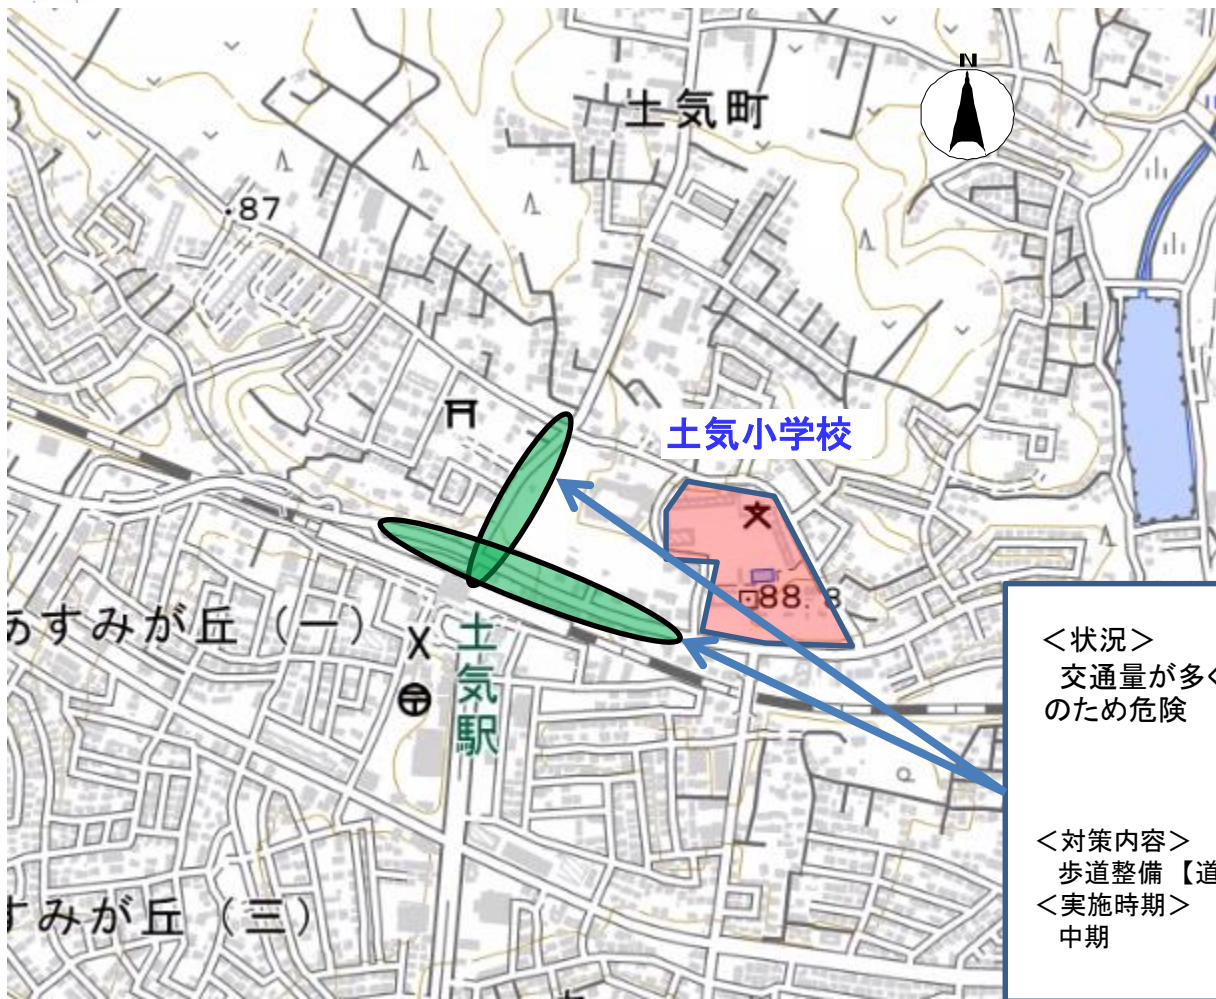 N
土気町
87
土気小学校
88.8
あすみが丘（一）
土気駅
＜状況＞
交通量が多く
のため危険
＜対策内容＞
歩道整備【道
＜実施時期＞
中期
すみが丘（三）